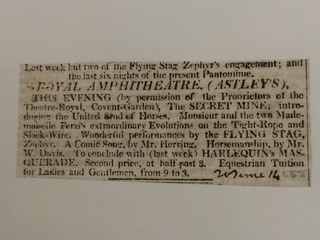 Last week but two of the Flying Stag Zephyr's engagement; and
the last six nights of the present Pantomime.
ROYAL AMPHITHEATRE, (ASTLEY'S),
THIS EVENING (by permission of the Proprietors of the
Theatre-Royal, Covent-Garden), The SECRET MINE; intro-
ducing the United Stud of Horses. Monsieur and the two Made-
moiselle Ferzi's extraordinary Evolutions on the Tight-Rope and
Slack-Wire. Wonderful performances by the FLYING STAG,
Zephyr. A Comic Song, by Mr. Herring. Horsemanship, by Mr.
W. Davis. To conclude with (last week) HARLEQUIN'S MAS-
QUERADE. Second price, at half-past 8. Equestrian Tuition
for Ladies and Gentlemen, from 9 to 3.
20 June 14